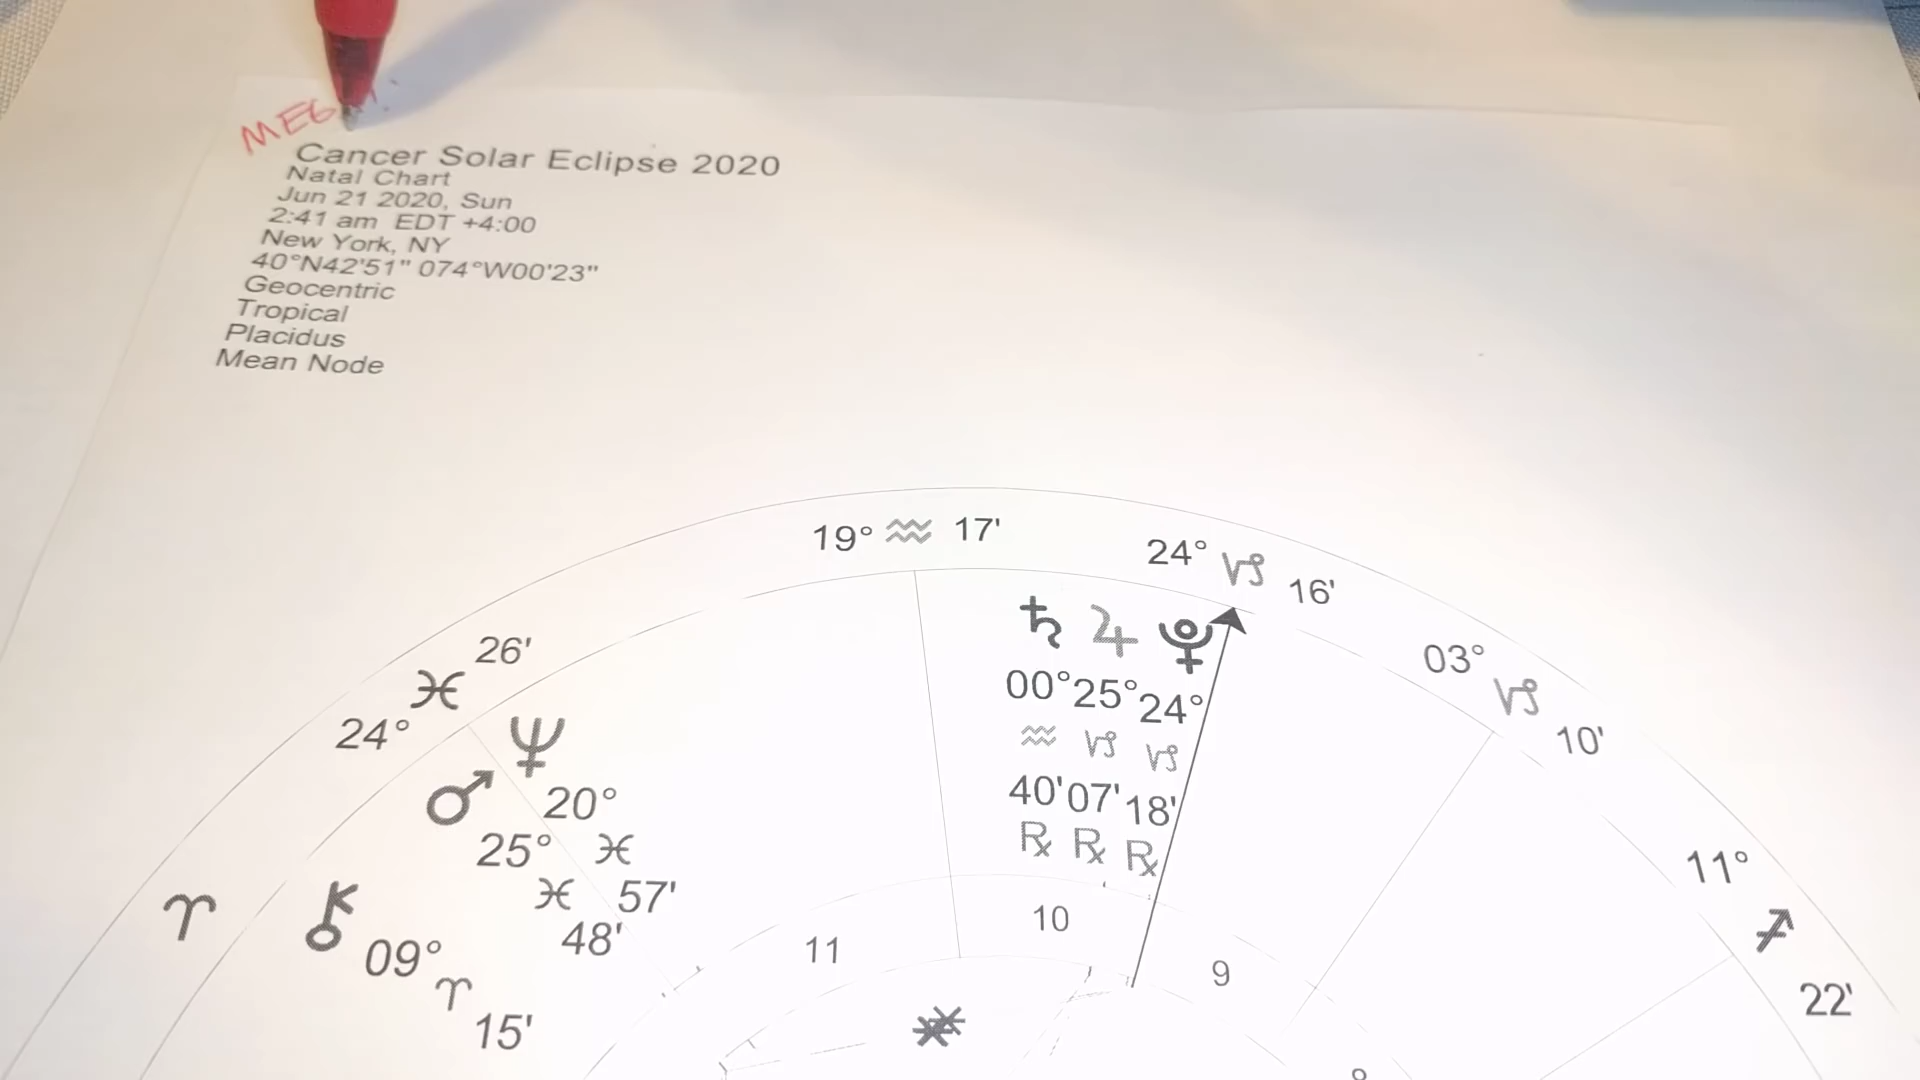 Cancer Solar Eclipse 2020
Natal Chart
Jun 21 2020, Sun
2:41 am EDT +4:00
New York, NY
40°N42'51" 074°W00'23"
Geocentric
Tropical
Placidus
Mean Node
19° ♒ 17'
24° ♑ 16'
03° ♑ 10'
11° ♐ 22'
24° ♓ 26'
♄ ♃ ♇
00° 25° 24°
♒ ♑ ♑
40' 07' 18'
℞ ℞ ℞
♆ 20° ♓ 57'
♂ 25° ♓ 48'
♈
⚷ 09° ♈ 15'
11
10
9